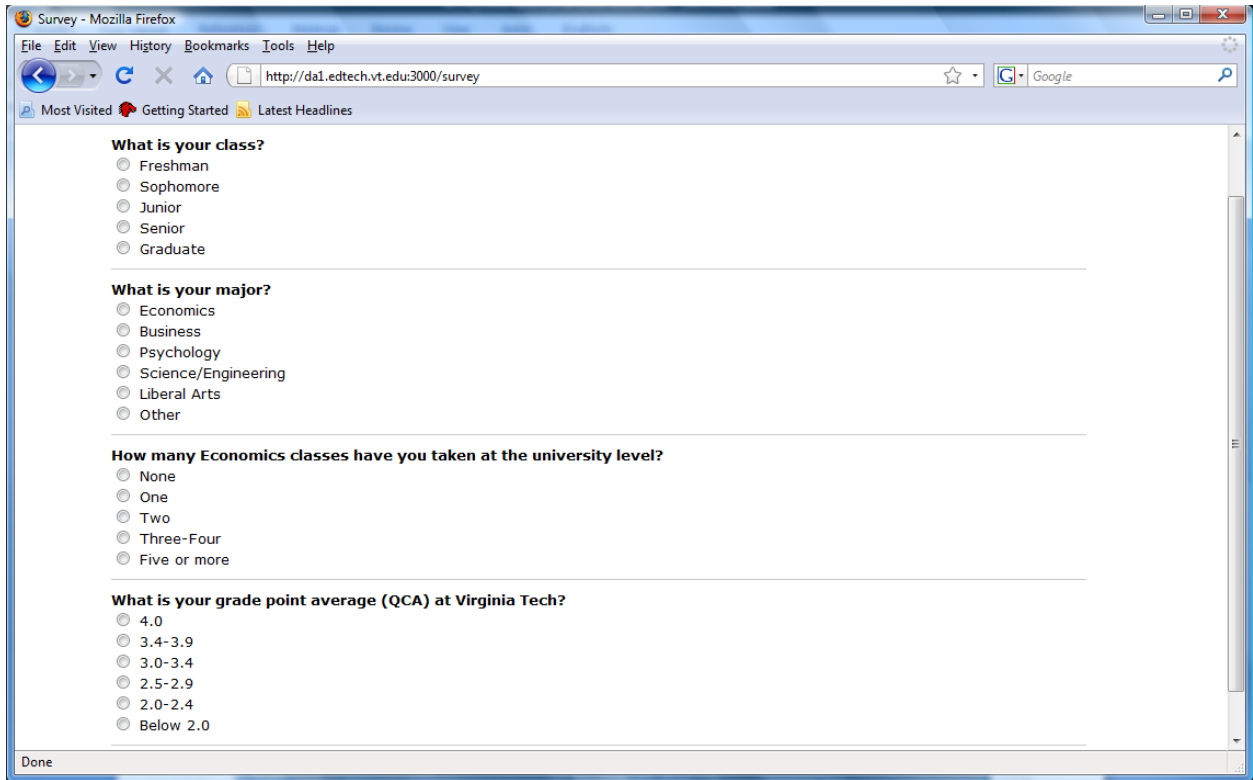 Survey - Mozilla Firefox
File Edit View History Bookmarks Tools Help
http://da1.edtech.vt.edu:3000/survey
G Google
Most Visited Getting Started Latest Headlines
What is your class?
Freshman
Sophomore
Junior
Senior
Graduate
What is your major?
Economics
Business
Psychology
Science/Engineering
Liberal Arts
Other
How many Economics classes have you taken at the university level?
None
One
Two
Three-Four
Five or more
What is your grade point average (QCA) at Virginia Tech?
4.0
3.4-3.9
3.0-3.4
2.5-2.9
2.0-2.4
Below 2.0
Done